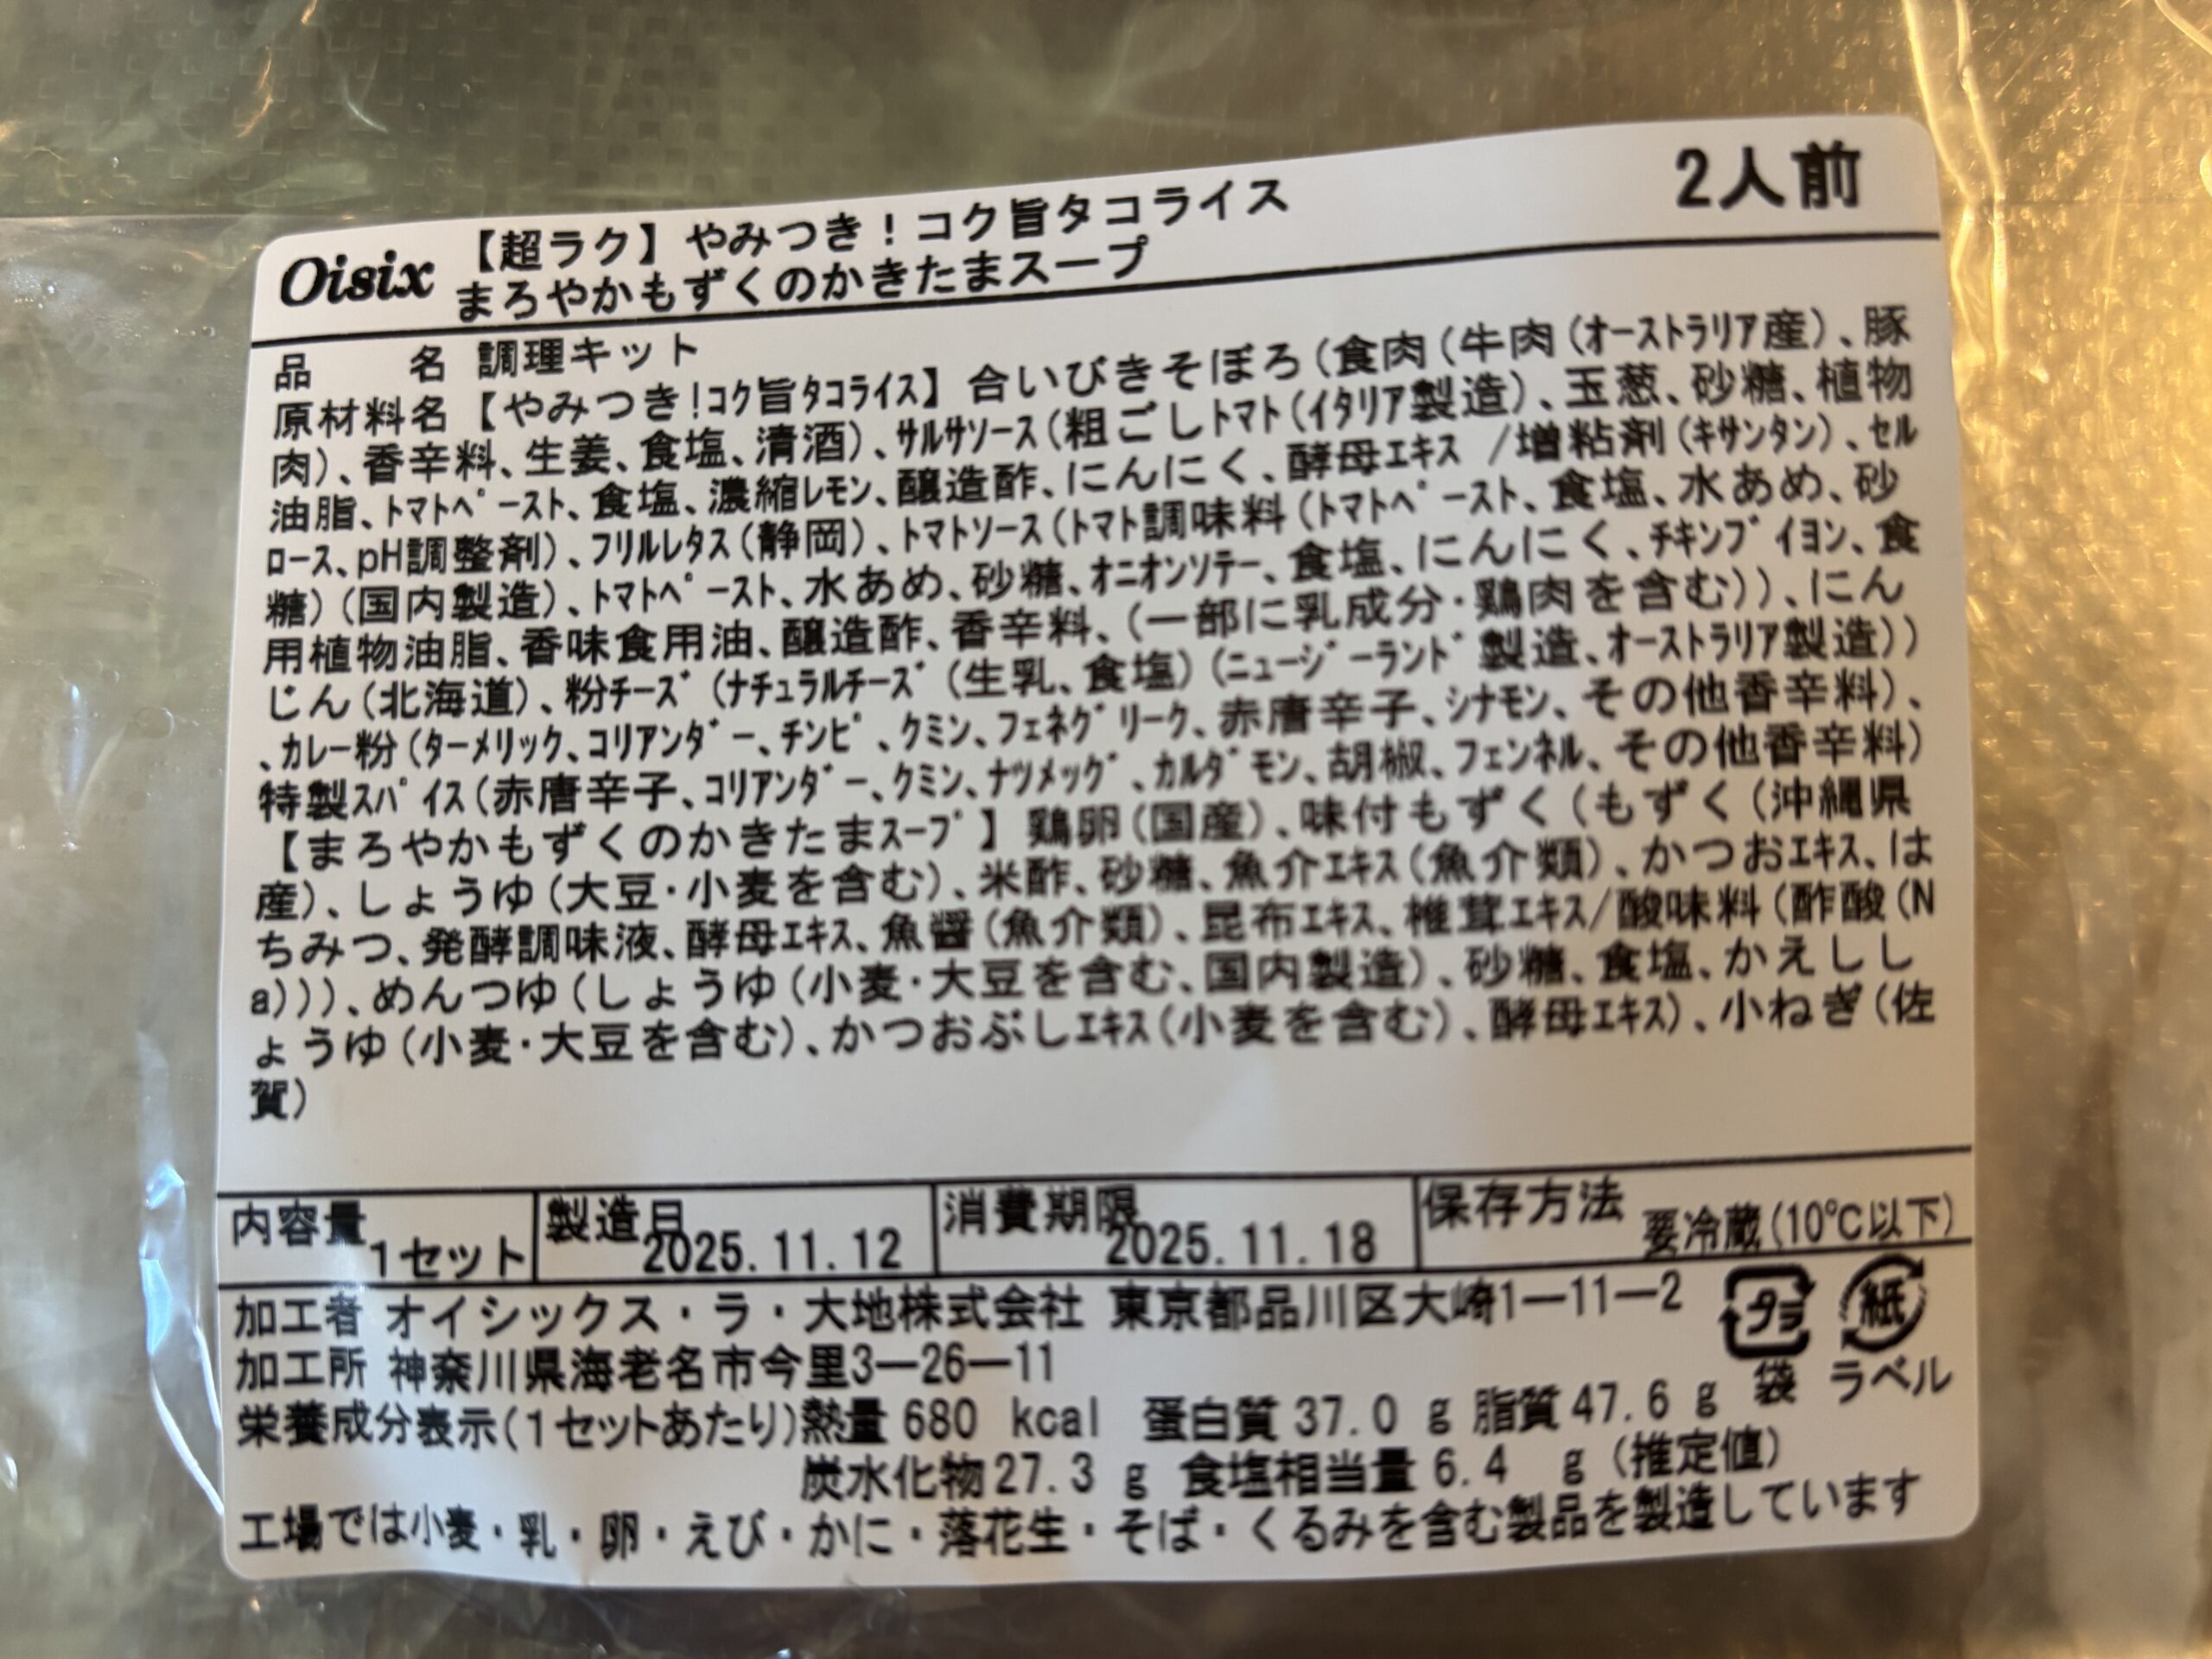 2人前
Oisix 【超ラク】やみつき！コク旨タコライス
まろやかもずくのかきたまスープ
品　　名 調理キット
原材料名【やみつき!ｺｸ旨ﾀｺﾗｲｽ】合いびきそぼろ(食肉(牛肉(ｵｰｽﾄﾗﾘｱ産)､豚
肉)､香辛料､生姜､食塩､清酒)､ｻﾙｻｿｰｽ(粗ごしﾄﾏﾄ(ｲﾀﾘｱ製造)､玉葱､砂糖､植物
油脂､ﾄﾏﾄﾍﾟｰｽﾄ､食塩､濃縮ﾚﾓﾝ､醸造酢､にんにく､酵母ｴｷｽ /増粘剤(ｷｻﾝﾀﾝ)､ｾﾙ
ﾛｰｽ､pH調整剤)､ﾌﾘﾙﾚﾀｽ(静岡)､ﾄﾏﾄｿｰｽ(ﾄﾏﾄ調味料(ﾄﾏﾄﾍﾟｰｽﾄ､食塩､水あめ､砂
糖)(国内製造)､ﾄﾏﾄﾍﾟｰｽﾄ､水あめ､砂糖､ｵﾆｵﾝｿﾃｰ､食塩､にんにく､ﾁｷﾝﾌﾞｲﾖﾝ､食
用植物油脂､香味食用油､醸造酢､香辛料､(一部に乳成分･鶏肉を含む))､にん
じん(北海道)､粉ﾁｰｽﾞ(ﾅﾁｭﾗﾙﾁｰｽﾞ(生乳､食塩)(ﾆｭｰｼﾞｰﾗﾝﾄﾞ製造､ｵｰｽﾄﾗﾘｱ製造))
､ｶﾚｰ粉(ﾀｰﾒﾘｯｸ､ｺﾘｱﾝﾀﾞｰ､ﾁﾝﾋﾟ､ｸﾐﾝ､ﾌｪﾈｸﾞﾘｰｸ､赤唐辛子､ｼﾅﾓﾝ､その他香辛料)､
特製ｽﾊﾟｲｽ(赤唐辛子､ｺﾘｱﾝﾀﾞｰ､ｸﾐﾝ､ﾅﾂﾒｯｸﾞ､ｶﾙﾀﾞﾓﾝ､胡椒､ﾌｪﾝﾈﾙ､その他香辛料)
【まろやかもずくのかきたまｽｰﾌﾟ】鶏卵(国産)､味付もずく(もずく(沖縄県
産)､しょうゆ(大豆･小麦を含む)､米酢､砂糖､魚介ｴｷｽ(魚介類)､かつおｴｷｽ､は
ちみつ､発酵調味液､酵母ｴｷｽ､魚醤(魚介類)､昆布ｴｷｽ､椎茸ｴｷｽ/酸味料(酢酸(N
a)))､めんつゆ(しょうゆ(小麦･大豆を含む､国内製造)､砂糖､食塩､かえしし
ょうゆ(小麦･大豆を含む)､かつおぶしｴｷｽ(小麦を含む)､酵母ｴｷｽ)､小ねぎ(佐
賀)
内容量 1セット 製造日 2025.11.12 消費期限 2025.11.18 保存方法 要冷蔵(10℃以下)
加工者 オイシックス・ラ・大地株式会社 東京都品川区大崎1—11—2
加工所 神奈川県海老名市今里3—26—11
プラ 紙
袋 ラベル
栄養成分表示(1セットあたり)熱量 680 kcal 蛋白質 37.0 g 脂質 47.6 g
炭水化物 27.3 g 食塩相当量 6.4 g (推定値)
工場では小麦・乳・卵・えび・かに・落花生・そば・くるみを含む製品を製造しています